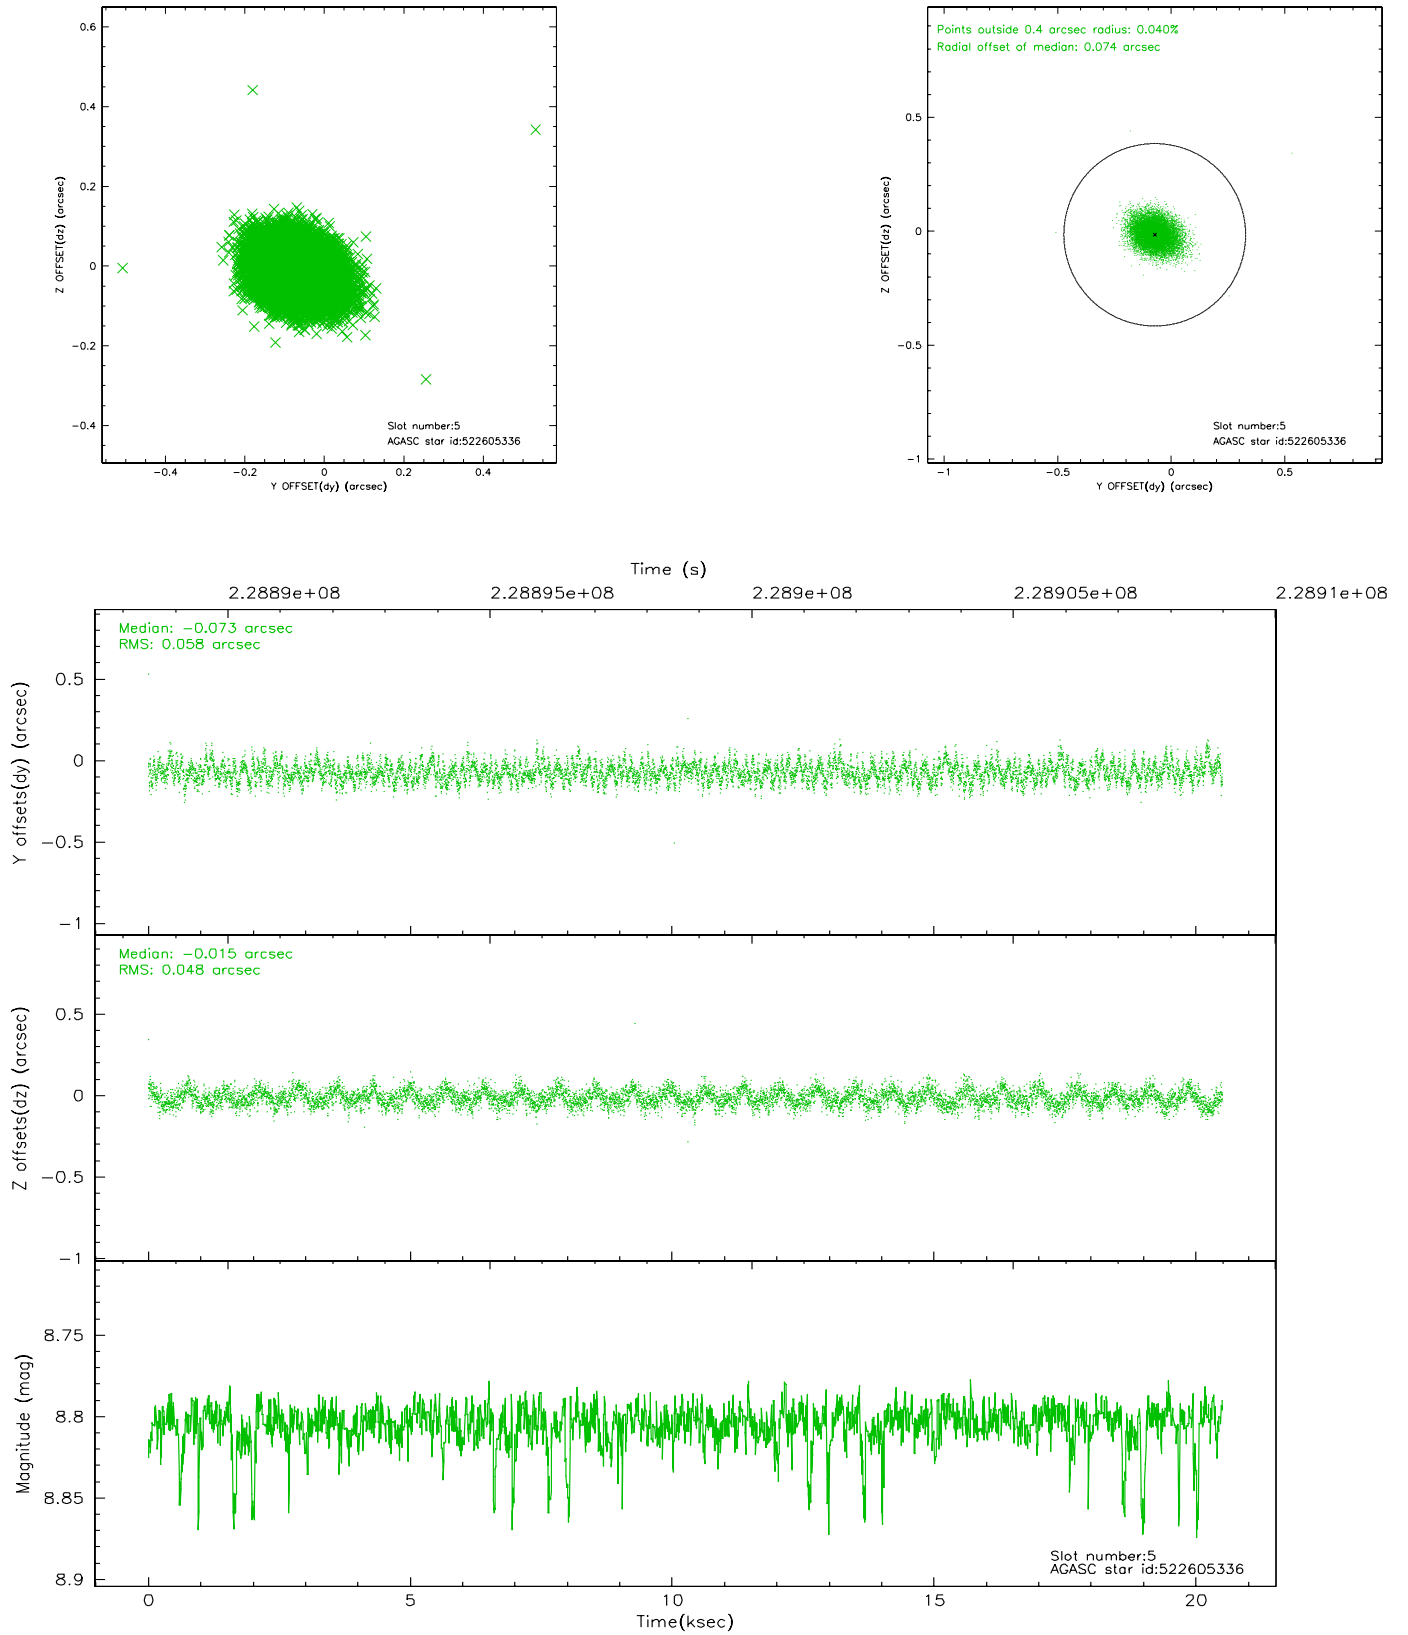 0.6
0.4
0.2
0
−0.2
−0.4
Z OFFSET(dz) (arcsec)
Slot number:5
AGASC star id:522605336
−0.4 −0.2 0 0.2 0.4
Y OFFSET(dy) (arcsec)
Points outside 0.4 arcsec radius: 0.040%
Radial offset of median: 0.074 arcsec
0.5
0
−0.5
−1
Z OFFSET(dz) (arcsec)
Slot number:5
AGASC star id:522605336
−1 −0.5 0 0.5
Y OFFSET(dy) (arcsec)
Time (s)
2.2889e+08 2.28895e+08 2.289e+08 2.28905e+08 2.2891e+08
Median: −0.073 arcsec
RMS: 0.058 arcsec
0.5
0
−0.5
−1
Y offsets(dy) (arcsec)
Median: −0.015 arcsec
RMS: 0.048 arcsec
0.5
0
−0.5
−1
Z offsets(dz) (arcsec)
8.75
8.8
8.85
8.9
Magnitude (mag)
Slot number:5
AGASC star id:522605336
0 5 10 15 20
Time(ksec)